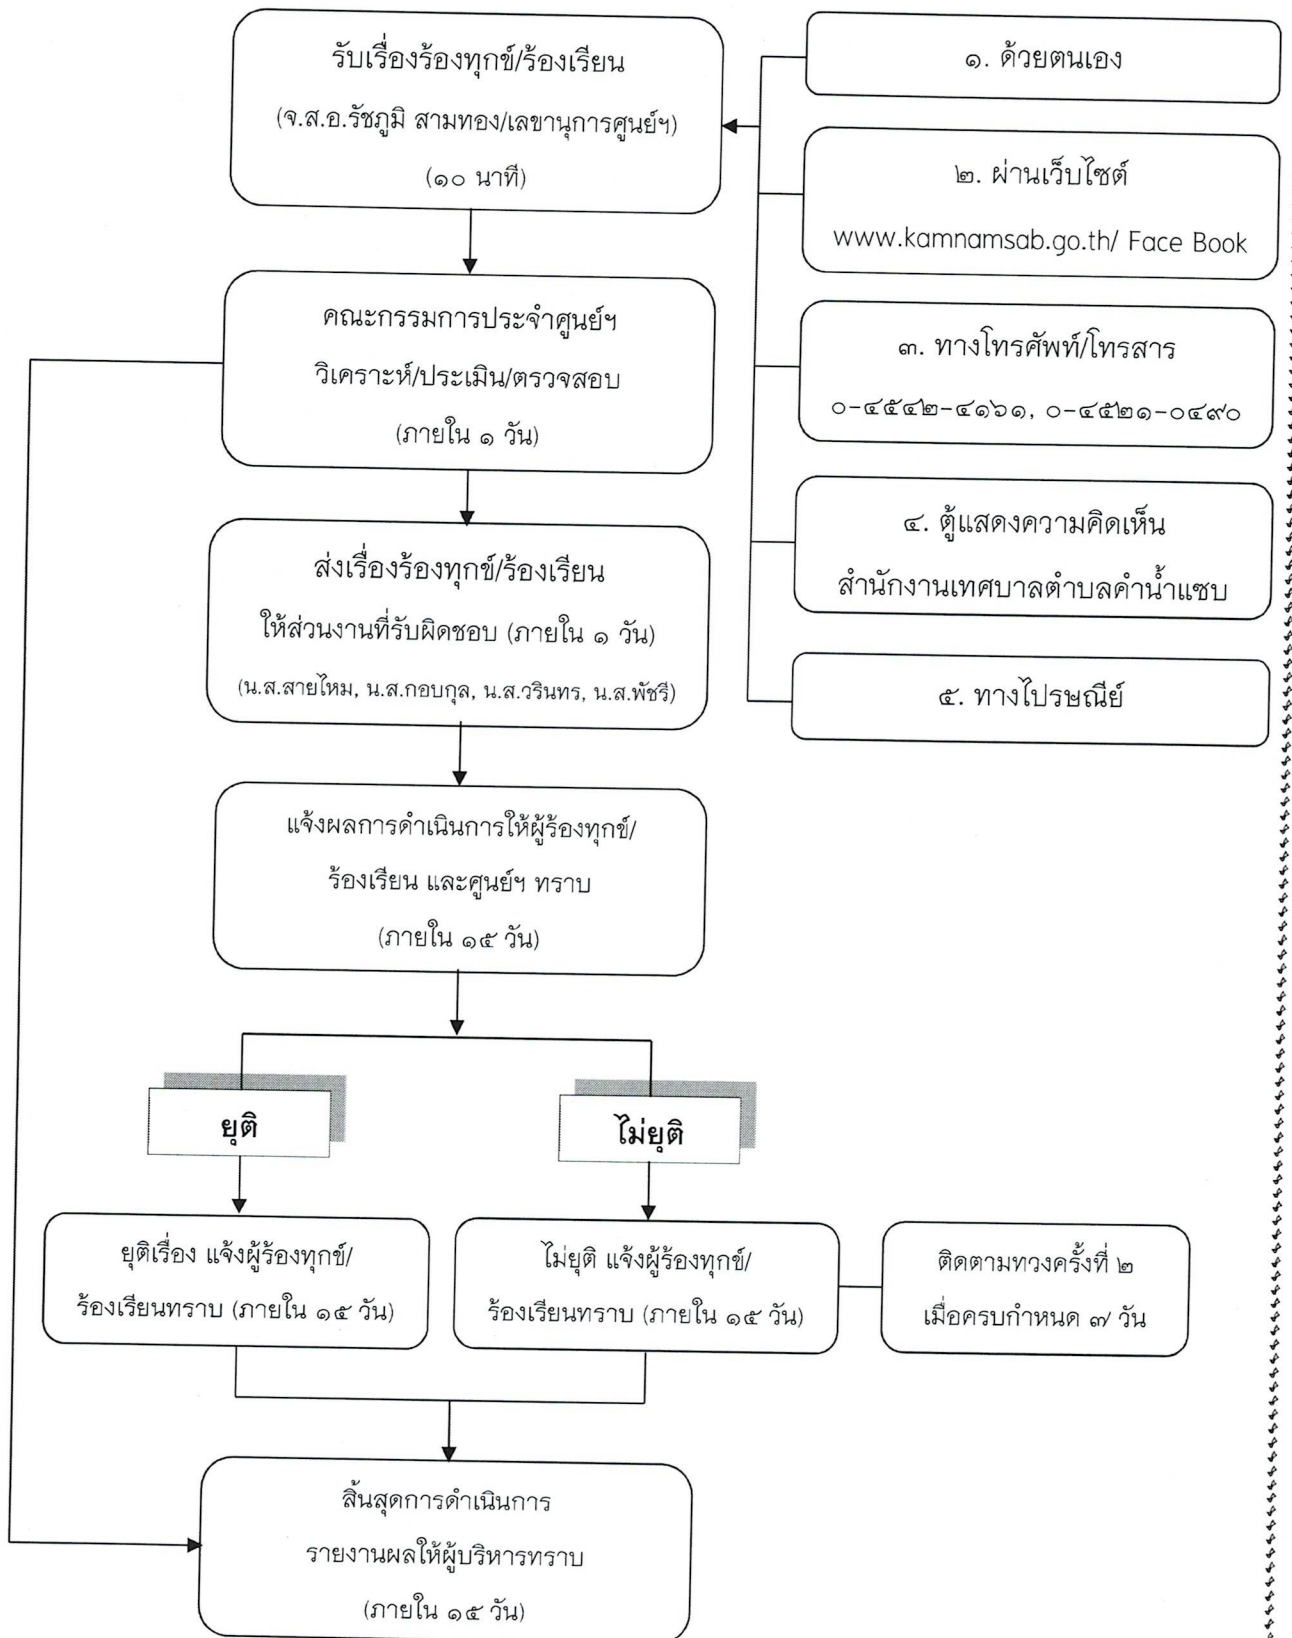 รับเรื่องร้องทุกข์/ร้องเรียน
(จ.ส.อ.รัชภูมิ สามทอง/เลขานุการศูนย์ฯ)
(๑๐ นาที)
๑. ด้วยตนเอง
๒. ผ่านเว็บไซต์
www.kamnamsab.go.th/ Face Book
๓. ทางโทรศัพท์/โทรสาร
๐-๔๕๔๒-๔๑๖๑, ๐-๔๕๒๑-๐๔๙๐
๔. ตู้แสดงความคิดเห็น
สำนักงานเทศบาลตำบลคำน้ำแซบ
๕. ทางไปรษณีย์
คณะกรรมการประจำศูนย์ฯ
วิเคราะห์/ประเมิน/ตรวจสอบ
(ภายใน ๑ วัน)
ส่งเรื่องร้องทุกข์/ร้องเรียน
ให้ส่วนงานที่รับผิดชอบ (ภายใน ๑ วัน)
(น.ส.สายไหม, น.ส.กอบกุล, น.ส.วรินทร, น.ส.พัชรี)
แจ้งผลการดำเนินการให้ผู้ร้องทุกข์/
ร้องเรียน และศูนย์ฯ ทราบ
(ภายใน ๑๕ วัน)
ยุติ
ไม่ยุติ
ยุติเรื่อง แจ้งผู้ร้องทุกข์/
ร้องเรียนทราบ (ภายใน ๑๕ วัน)
ไม่ยุติ แจ้งผู้ร้องทุกข์/
ร้องเรียนทราบ (ภายใน ๑๕ วัน)
ติดตามทวงครั้งที่ ๒
เมื่อครบกำหนด ๗ วัน
สิ้นสุดการดำเนินการ
รายงานผลให้ผู้บริหารทราบ
(ภายใน ๑๕ วัน)